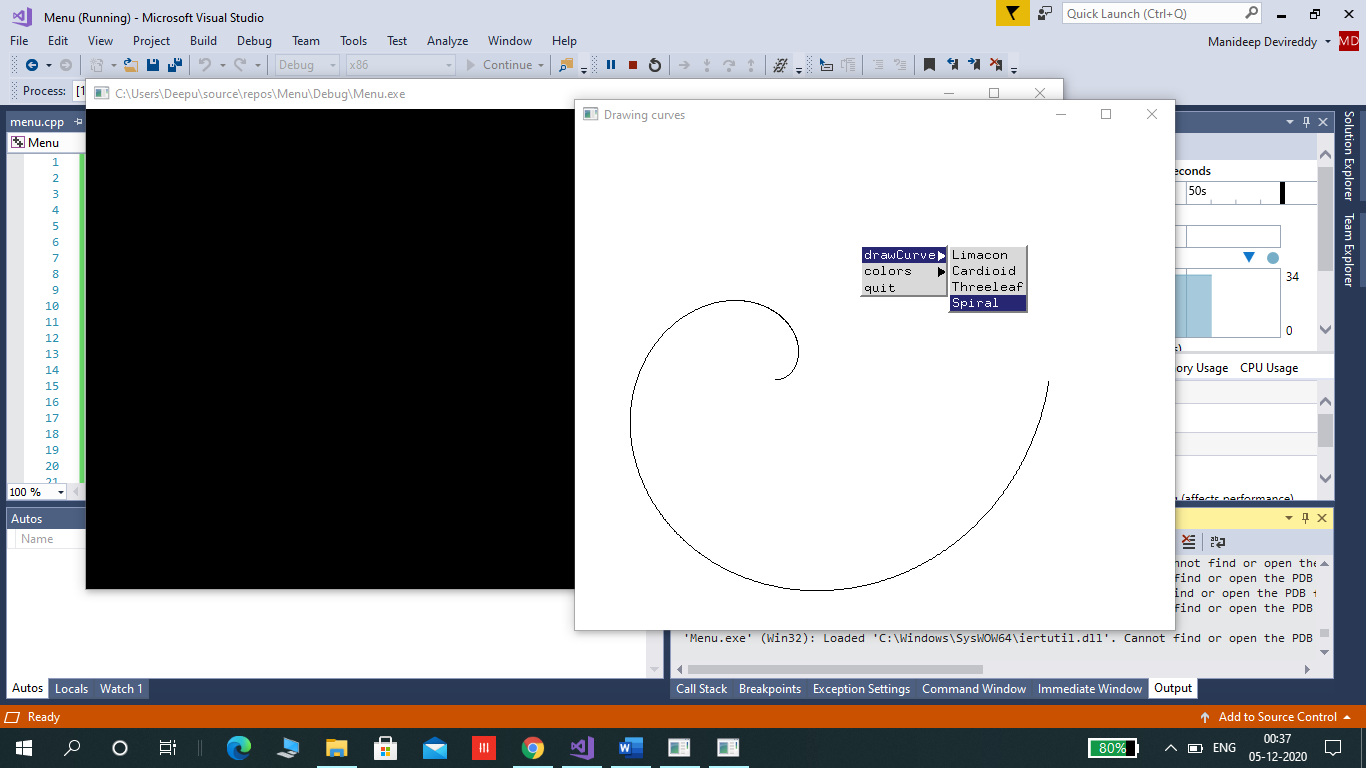 Menu (Running) - Microsoft Visual Studio
Quick Launch (Ctrl+Q)
File Edit View Project Build Debug Team Tools Test Analyze Window Help
Manideep Devireddy MD
Debug x86 Continue
Process: [1
C:\Users\Deepu\source\repos\Menu\Debug\Menu.exe
Drawing curves
menu.cpp
Menu
1
2
3
4
5
6
7
8
9
10
11
12
13
14
15
16
17
18
19
20
21
100 %
drawCurve
colors
quit
Limacon
Cardioid
Threeleaf
Spiral
econds
50s
34
0
s)
ory Usage CPU Usage
(affects performance)
Solution Explorer
Team Explorer
Autos
Name
nnot find or open the
find or open the PDB
ind or open the PDB f
find or open the PDB
'Menu.exe' (Win32): Loaded 'C:\Windows\SysWOW64\iertutil.dll'. Cannot find or open the PDB
Autos Locals Watch 1
Call Stack Breakpoints Exception Settings Command Window Immediate Window Output
Ready
Add to Source Control
80%
ENG
00:37
05-12-2020